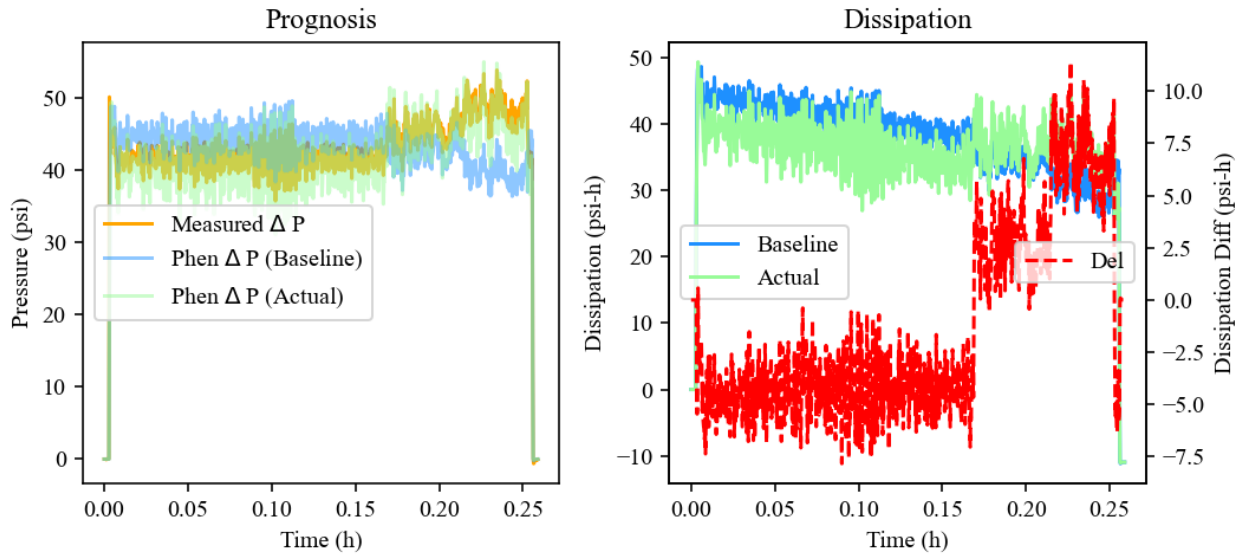 Prognosis
Pressure (psi)
50
40
30
20
10
0
Measured Δ P
Phen Δ P (Baseline)
Phen Δ P (Actual)
0.00 0.05 0.10 0.15 0.20 0.25
Time (h)
Dissipation
Dissipation (psi-h)
50
40
30
20
10
0
−10
Baseline
Actual
Del
10.0
7.5
5.0
2.5
0.0
−2.5
−5.0
−7.5
Dissipation Diff (psi-h)
0.00 0.05 0.10 0.15 0.20 0.25
Time (h)